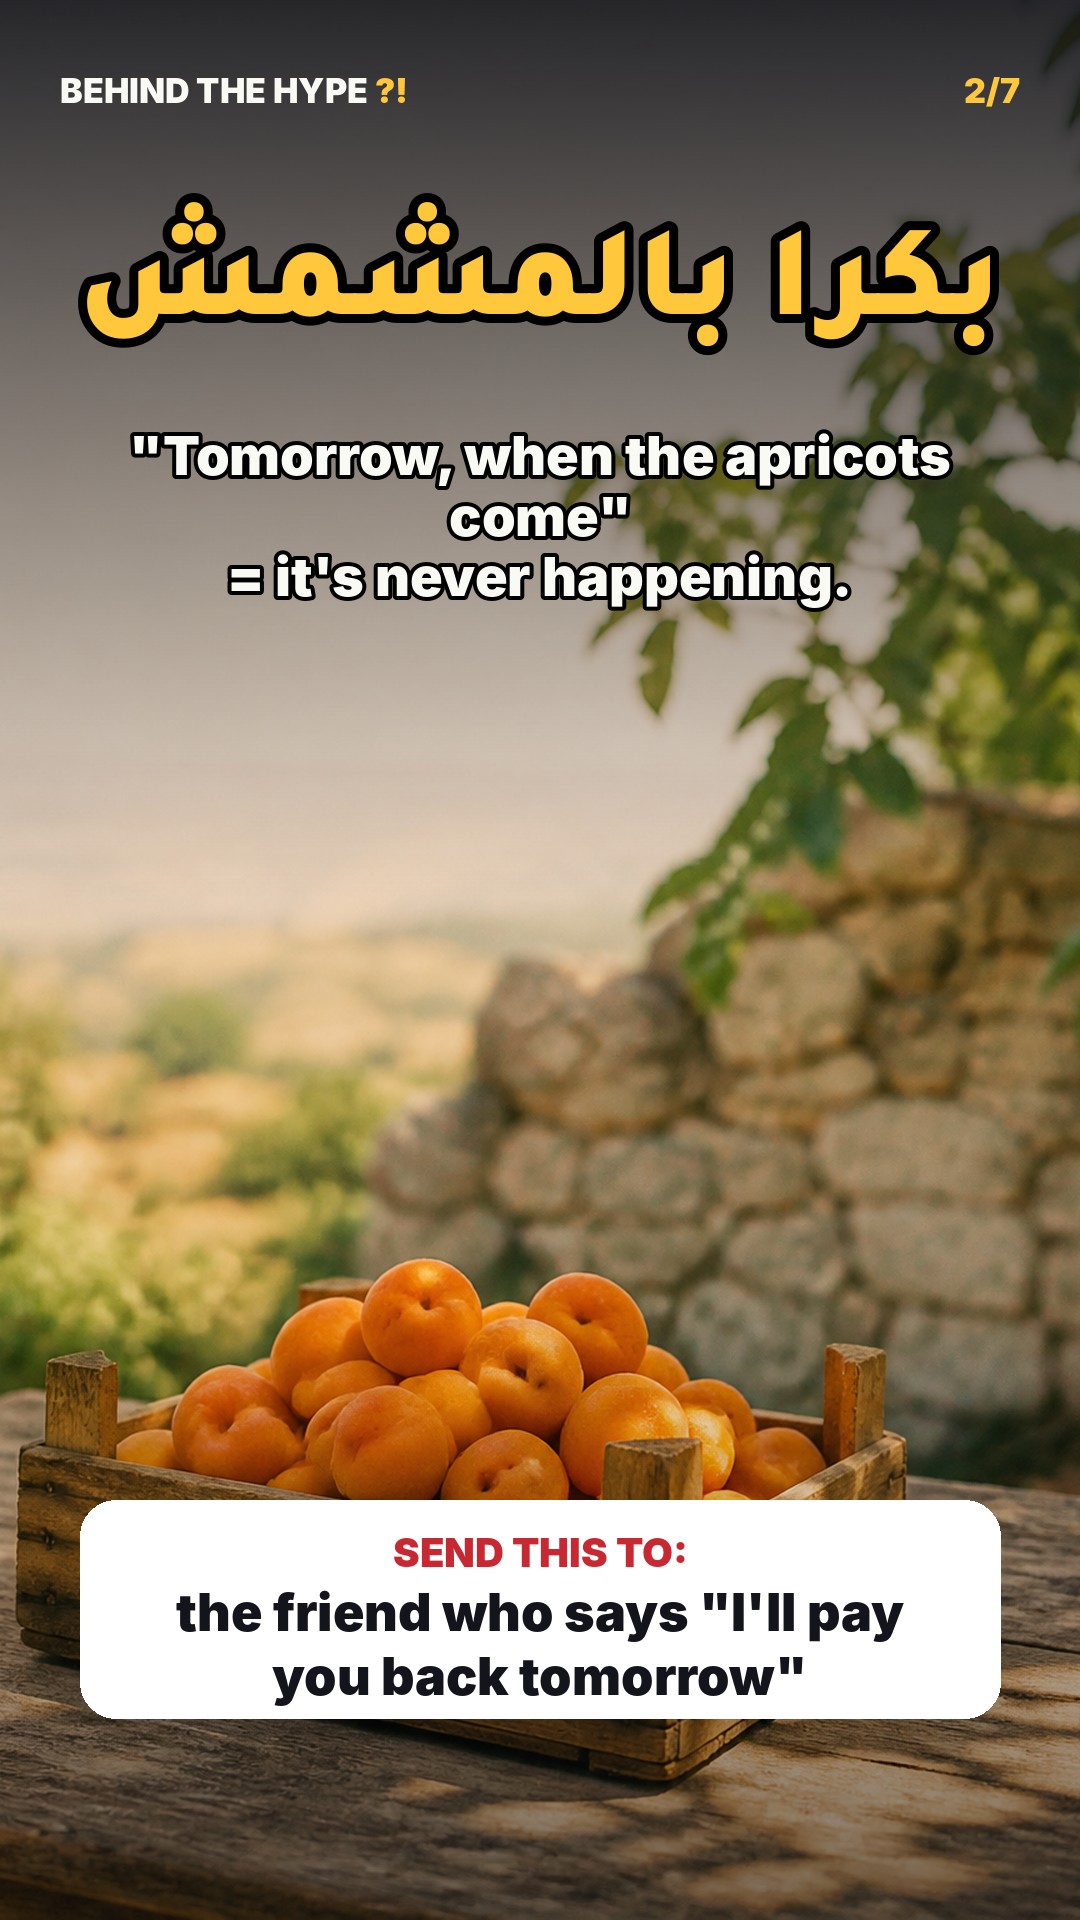 BEHIND THE HYPE ?!
2/7
بكرا بالمشمش
"Tomorrow, when the apricots
come"
= it's never happening.
SEND THIS TO:
the friend who says "I'll pay
you back tomorrow"